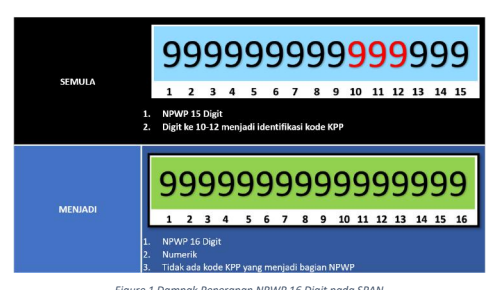 999999999999999
SEMULA
1 2 3 4 5 6 7 8 9 10 11 12 13 14 15
1. NPWP 15 Digit
2. Digit ke 10-12 menjadi identifikasi kode KPP
9999999999999999
MENJADI
1 2 3 4 5 6 7 8 9 10 11 12 13 14 15 16
1. NPWP 16 Digit
2. Numerik
3. Tidak ada kode KPP yang menjadi bagian NPWP
Figure 1 Dampak Penerapan NPWP 16 Digit pada SPAN